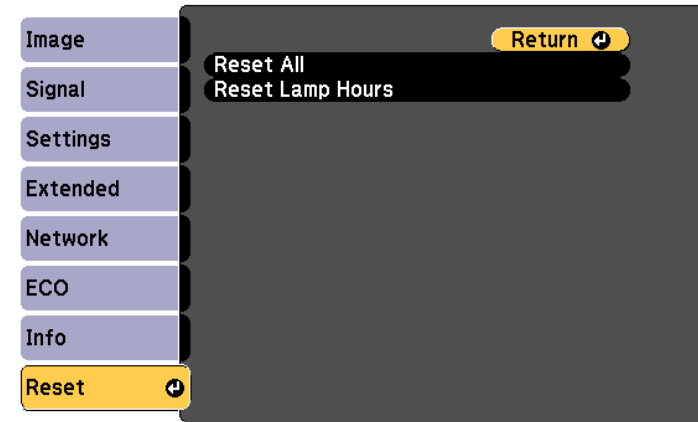 Image
Signal
Settings
Extended
Network
ECO
Info
Reset
Return
Reset All
Reset Lamp Hours